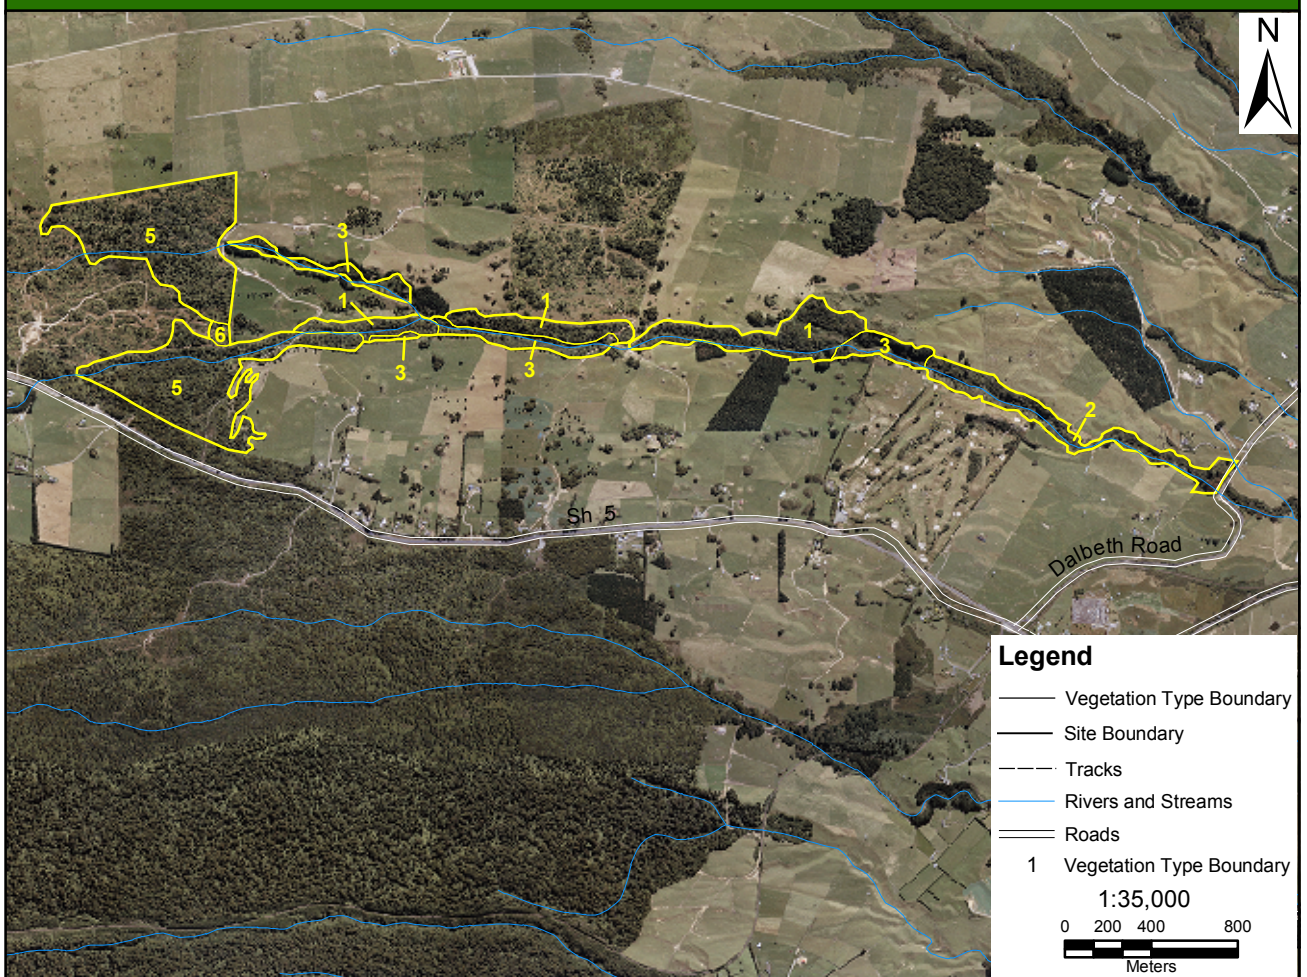 N
5
3
1
1
6
1
3
3
3
5
2
Sh 5
Dalbeth Road
Legend
Vegetation Type Boundary
Site Boundary
Tracks
Rivers and Streams
Roads
1 Vegetation Type Boundary
1:35,000
0 200 400 800
Meters